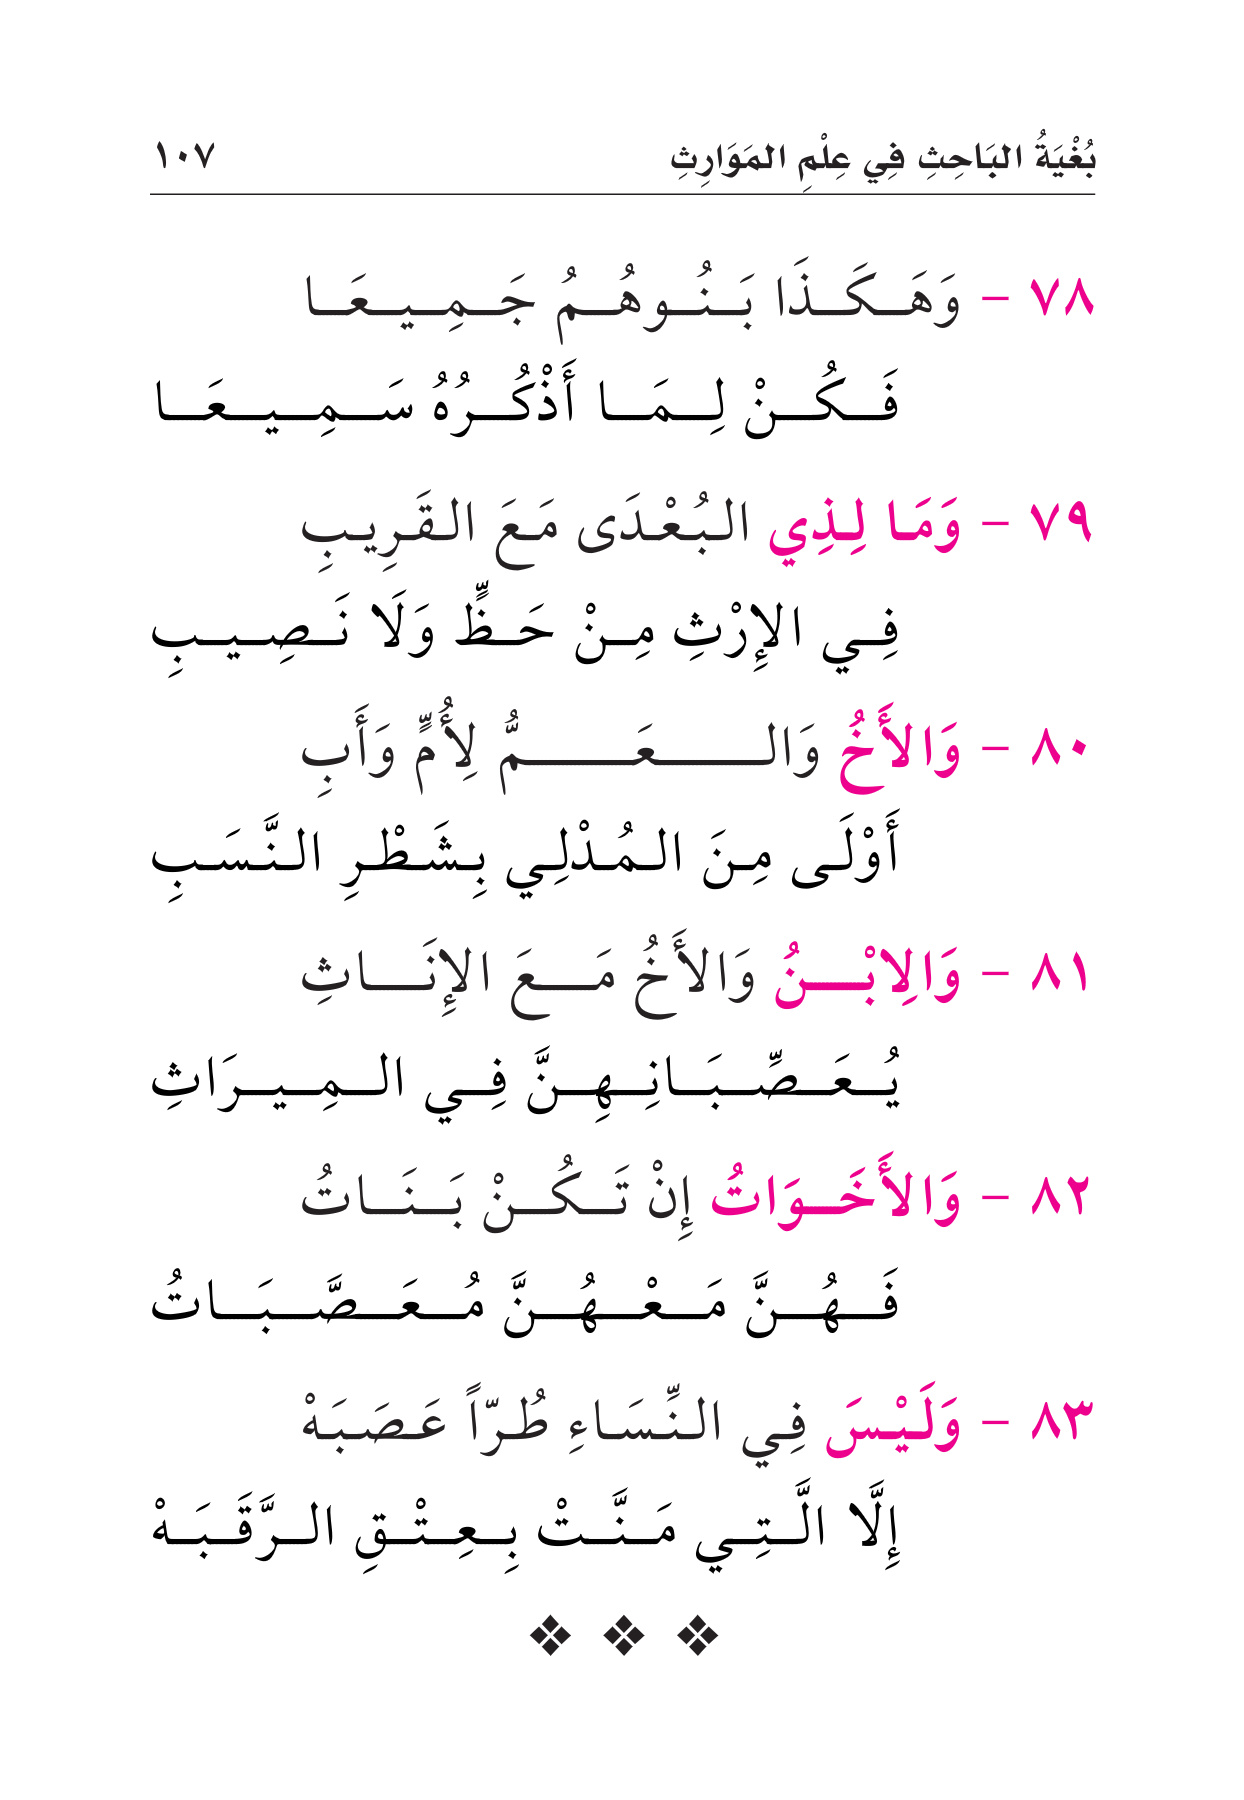 بُغْيَةُ البَاحِثِ فِي عِلْمِ المَوَارِثِ ١٠٧
٧٨ - وَهَكَذَا بَنُوهُمُ جَمِيعَا
فَكُنْ لِمَا أَذْكُرُهُ سَمِيعَا
٧٩ - وَمَا لِذِي البُعْدَى مَعَ القَرِيبِ
فِي الإِرْثِ مِنْ حَظٍّ وَلَا نَصِيبِ
٨٠ - وَالأَخُ وَالعَمُّ لِأُمٍّ وَأَبِ
أَوْلَى مِنَ المُدْلِي بِشَطْرِ النَّسَبِ
٨١ - وَالِابْنُ وَالأَخُ مَعَ الإِنَاثِ
يُعَصِّبَانِهِنَّ فِي المِيرَاثِ
٨٢ - وَالأَخَوَاتُ إِنْ تَكُنْ بَنَاتُ
فَهُنَّ مَعْهُنَّ مُعَصَّبَاتُ
٨٣ - وَلَيْسَ فِي النِّسَاءِ طُرّاً عَصَبَهْ
إِلَّا الَّتِي مَنَّتْ بِعِتْقِ الرَّقَبَهْ